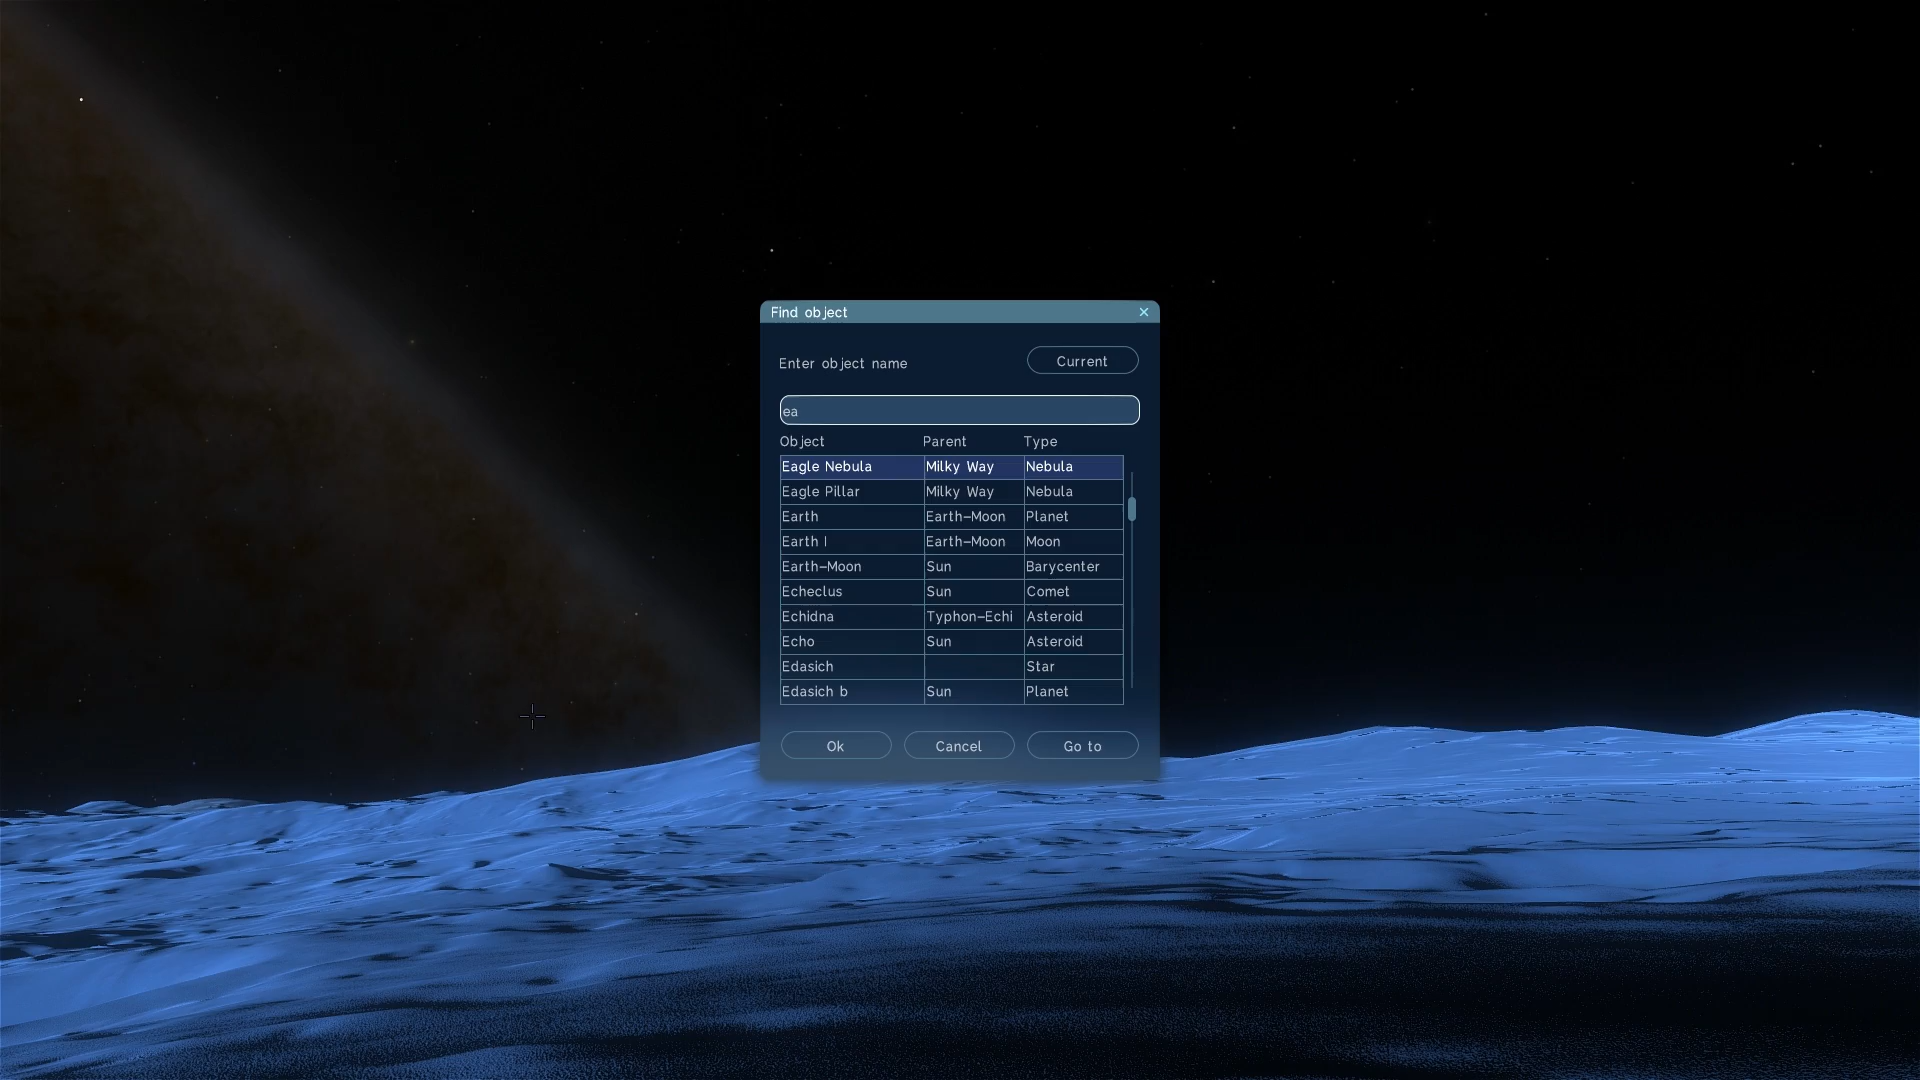 Find object
Enter object name Current
ea
Object Parent Type
Eagle Nebula Milky Way Nebula
Eagle Pillar Milky Way Nebula
Earth Earth-Moon Planet
Earth I Earth-Moon Moon
Earth-Moon Sun Barycenter
Echeclus Sun Comet
Echidna Typhon-Echi Asteroid
Echo Sun Asteroid
Edasich Star
Edasich b Sun Planet
Ok Cancel Go to